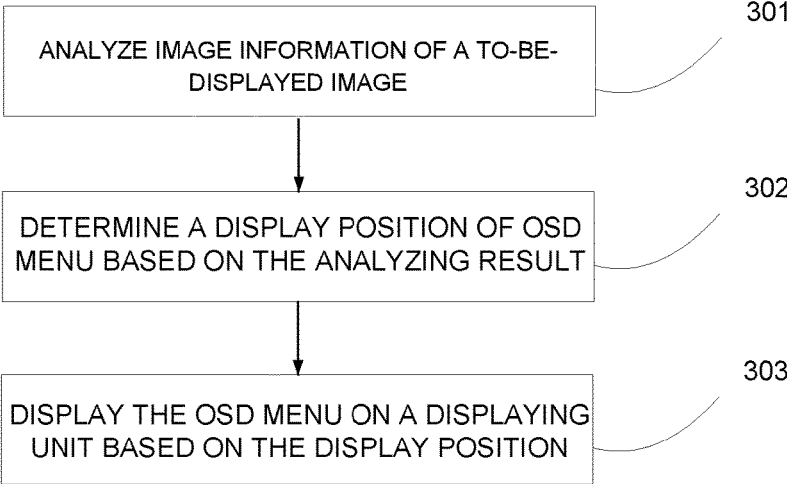 301
ANALYZE IMAGE INFORMATION OF A TO-BE-
DISPLAYED IMAGE
302
DETERMINE A DISPLAY POSITION OF OSD
MENU BASED ON THE ANALYZING RESULT
303
DISPLAY THE OSD MENU ON A DISPLAYING
UNIT BASED ON THE DISPLAY POSITION